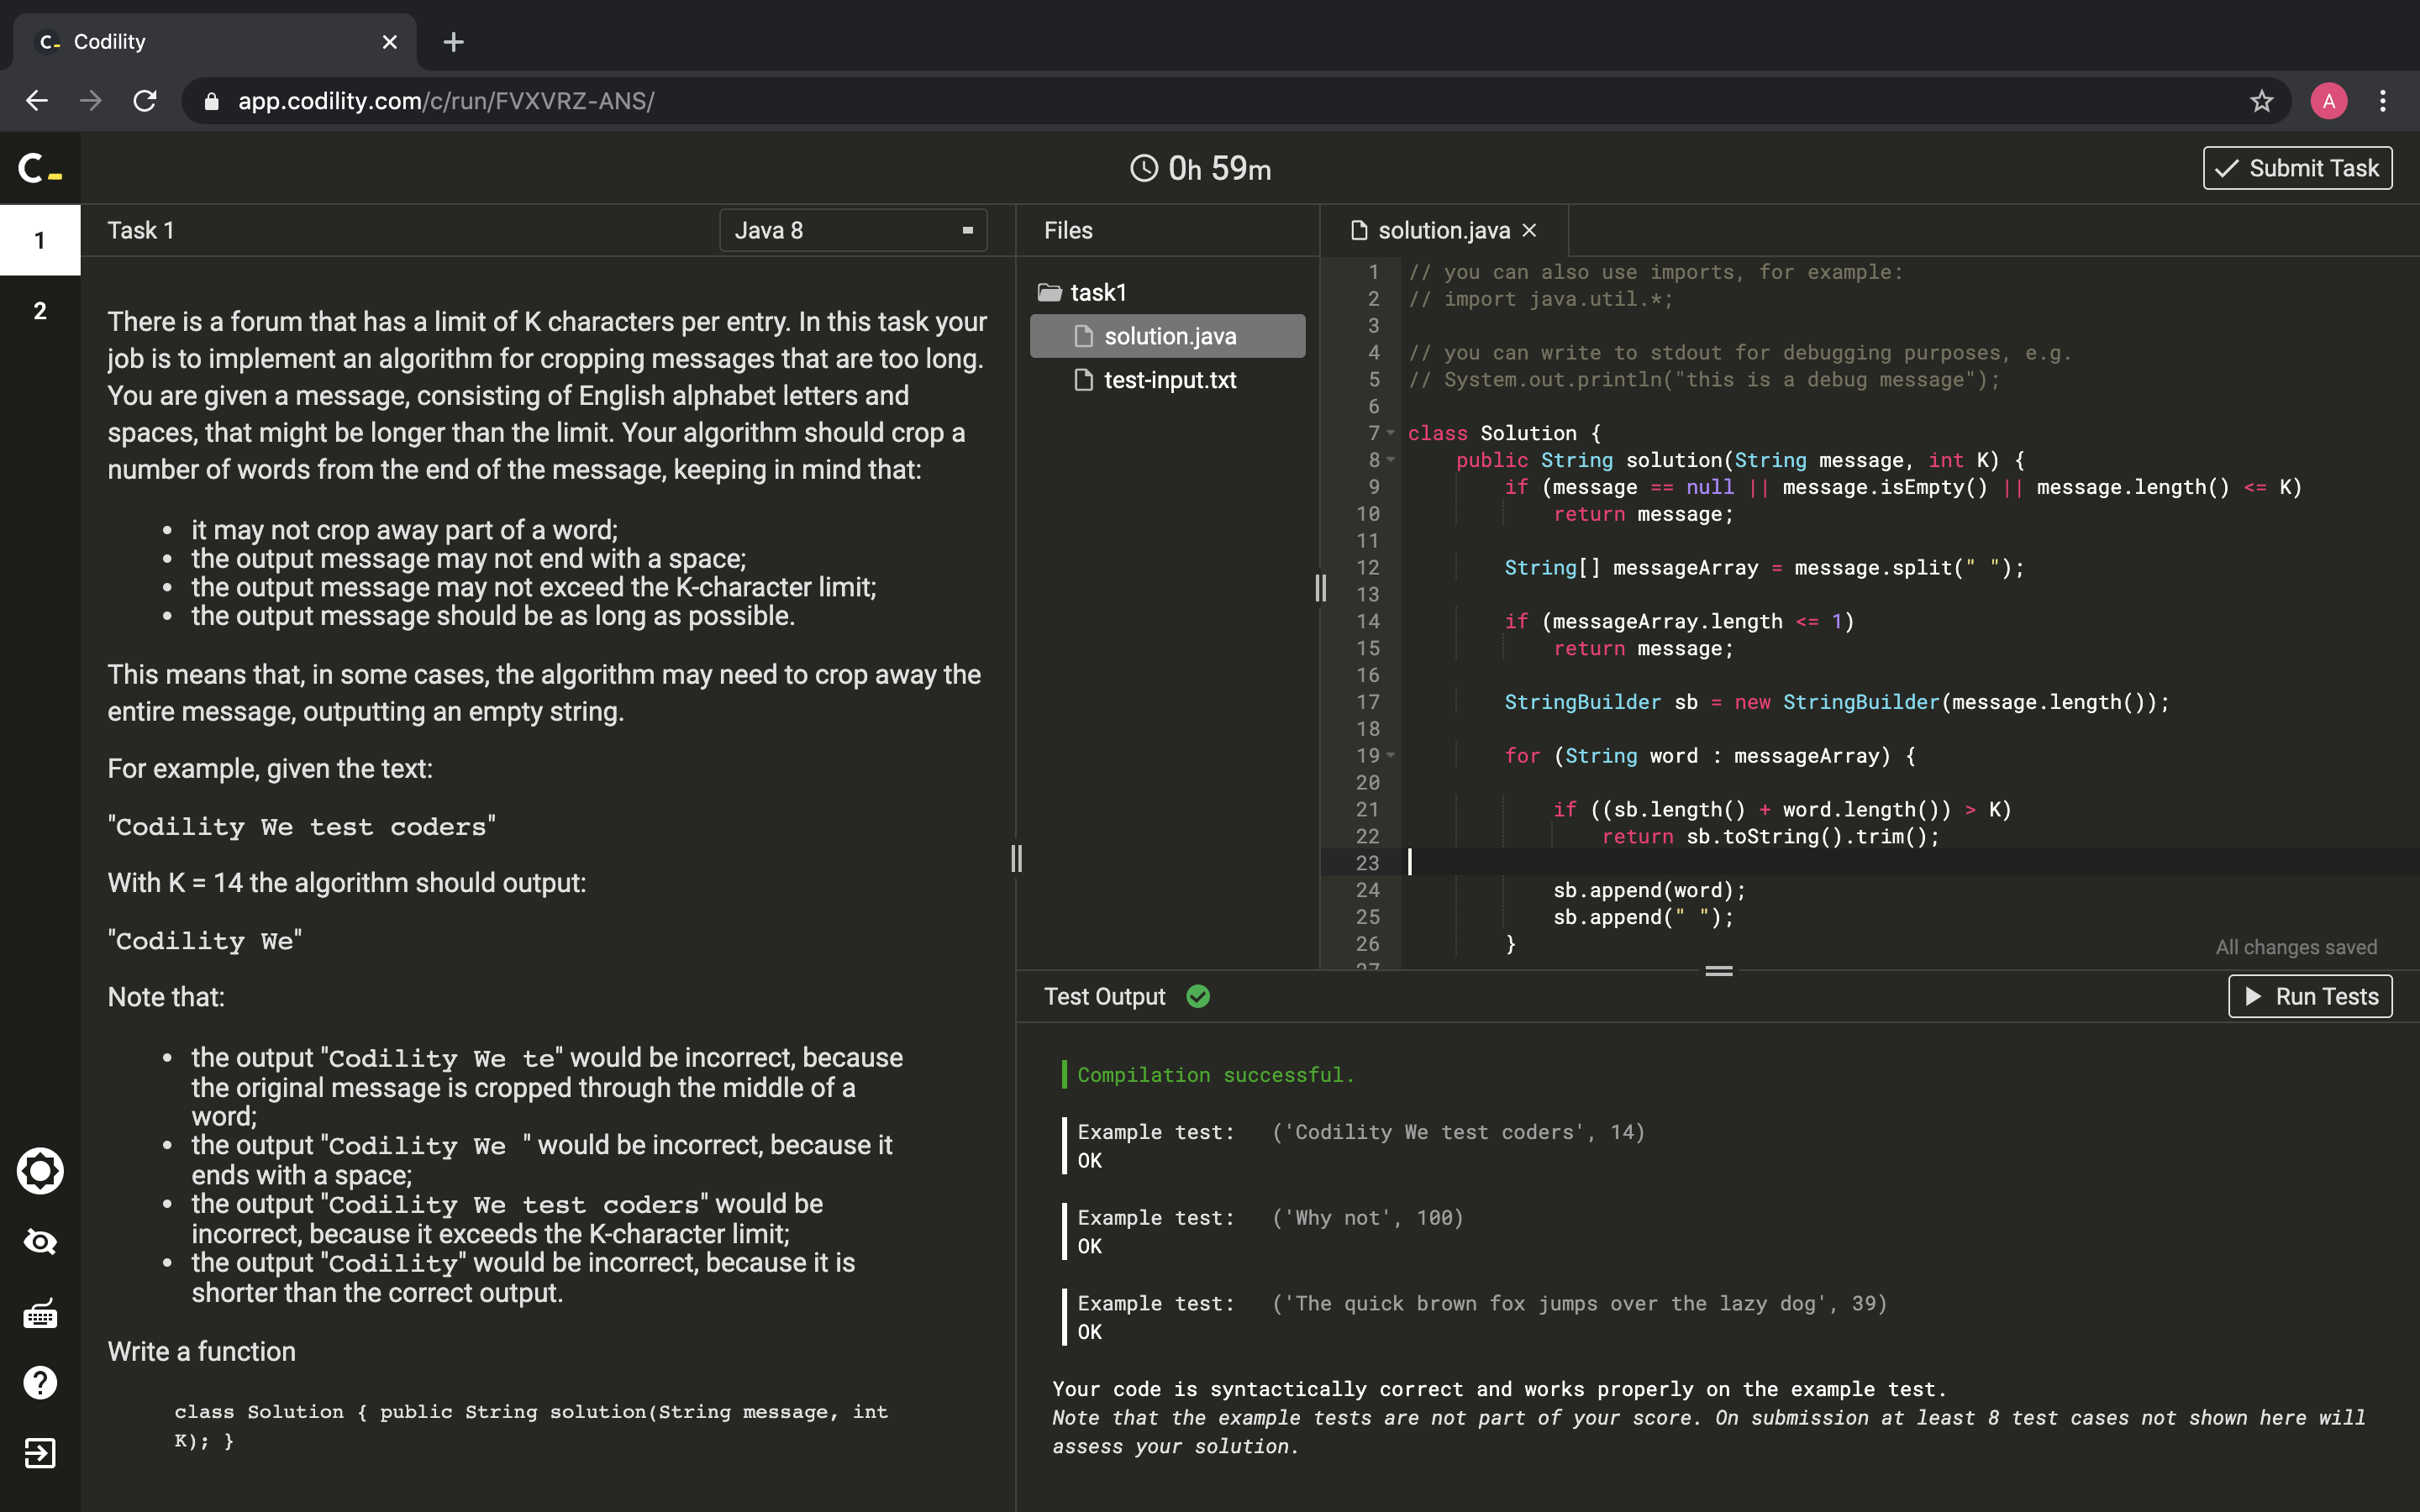 Codility
app.codility.com/c/run/FVXVRZ-ANS/
A
C
0h 59m
Submit Task
1
2
Task 1
Java 8
There is a forum that has a limit of K characters per entry. In this task your
job is to implement an algorithm for cropping messages that are too long.
You are given a message, consisting of English alphabet letters and
spaces, that might be longer than the limit. Your algorithm should crop a
number of words from the end of the message, keeping in mind that:
• it may not crop away part of a word;
• the output message may not end with a space;
• the output message may not exceed the K-character limit;
• the output message should be as long as possible.
This means that, in some cases, the algorithm may need to crop away the
entire message, outputting an empty string.
For example, given the text:
"Codility We test coders"
With K = 14 the algorithm should output:
"Codility We"
Note that:
• the output "Codility We te" would be incorrect, because
the original message is cropped through the middle of a
word;
• the output "Codility We " would be incorrect, because it
ends with a space;
• the output "Codility We test coders" would be
incorrect, because it exceeds the K-character limit;
• the output "Codility" would be incorrect, because it is
shorter than the correct output.
Write a function
class Solution { public String solution(String message, int
K); }
Files
task1
solution.java
test-input.txt
solution.java
1 // you can also use imports, for example:
2 // import java.util.*;
3
4 // you can write to stdout for debugging purposes, e.g.
5 // System.out.println("this is a debug message");
6
7 class Solution {
8 public String solution(String message, int K) {
9 if (message == null || message.isEmpty() || message.length() <= K)
10 return message;
11
12 String[] messageArray = message.split(" ");
13
14 if (messageArray.length <= 1)
15 return message;
16
17 StringBuilder sb = new StringBuilder(message.length());
18
19 for (String word : messageArray) {
20
21 if ((sb.length() + word.length()) > K)
22 return sb.toString().trim();
23
24 sb.append(word);
25 sb.append(" ");
26 }
27
All changes saved
Test Output
Run Tests
Compilation successful.
Example test: ('Codility We test coders', 14)
OK
Example test: ('Why not', 100)
OK
Example test: ('The quick brown fox jumps over the lazy dog', 39)
OK
Your code is syntactically correct and works properly on the example test.
Note that the example tests are not part of your score. On submission at least 8 test cases not shown here will
assess your solution.